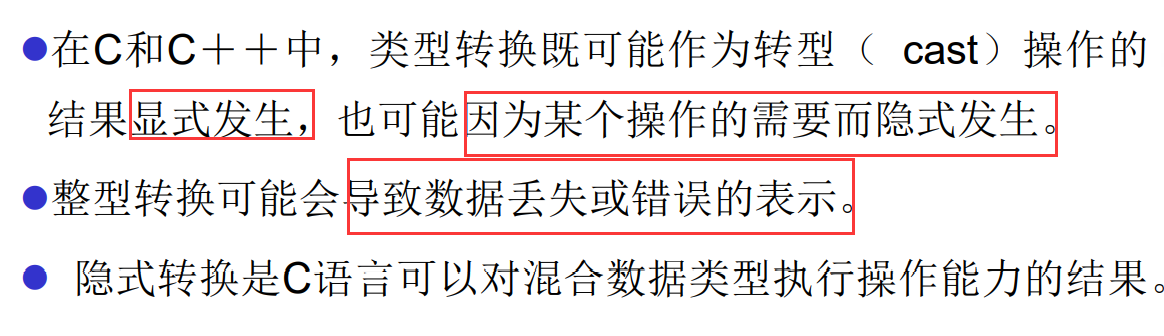 ●在C和C＋＋中，类型转换既可能作为转型（ cast）操作的
结果显式发生，也可能因为某个操作的需要而隐式发生。
●整型转换可能会导致数据丢失或错误的表示。
● 隐式转换是C语言可以对混合数据类型执行操作能力的结果。